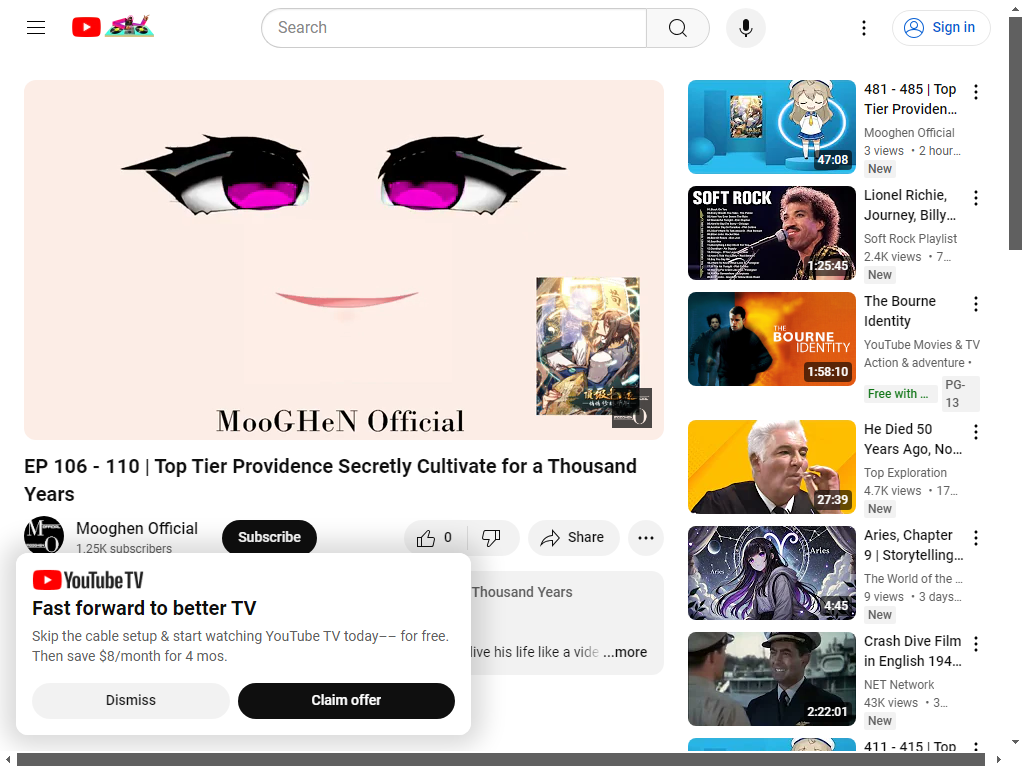 Search
Sign in
MooGHeN Official
EP 106 - 110 | Top Tier Providence Secretly Cultivate for a Thousand
Years
Mooghen Official
1.25K subscribers
Subscribe
0
Share
Thousand Years
live his life like a vide ...more
YouTube TV
Fast forward to better TV
Skip the cable setup & start watching YouTube TV today–– for free.
Then save $8/month for 4 mos.
Dismiss
Claim offer
47:08
481 - 485 | Top
Tier Providen...
Mooghen Official
3 views • 2 hour...
New
SOFT ROCK
1:25:45
Lionel Richie,
Journey, Billy...
Soft Rock Playlist
2.4K views • 7...
New
THE
BOURNE
IDENTITY
1:58:10
The Bourne
Identity
YouTube Movies & TV
Action & adventure •
Free with ...
PG-
13
27:39
He Died 50
Years Ago, No...
Top Exploration
4.7K views • 17...
New
Aries
Aries
4:45
Aries, Chapter
9 | Storytelling...
The World of the ...
9 views • 3 days...
New
2:22:01
Crash Dive Film
in English 194...
NET Network
43K views • 3...
New
411 - 415 | Top